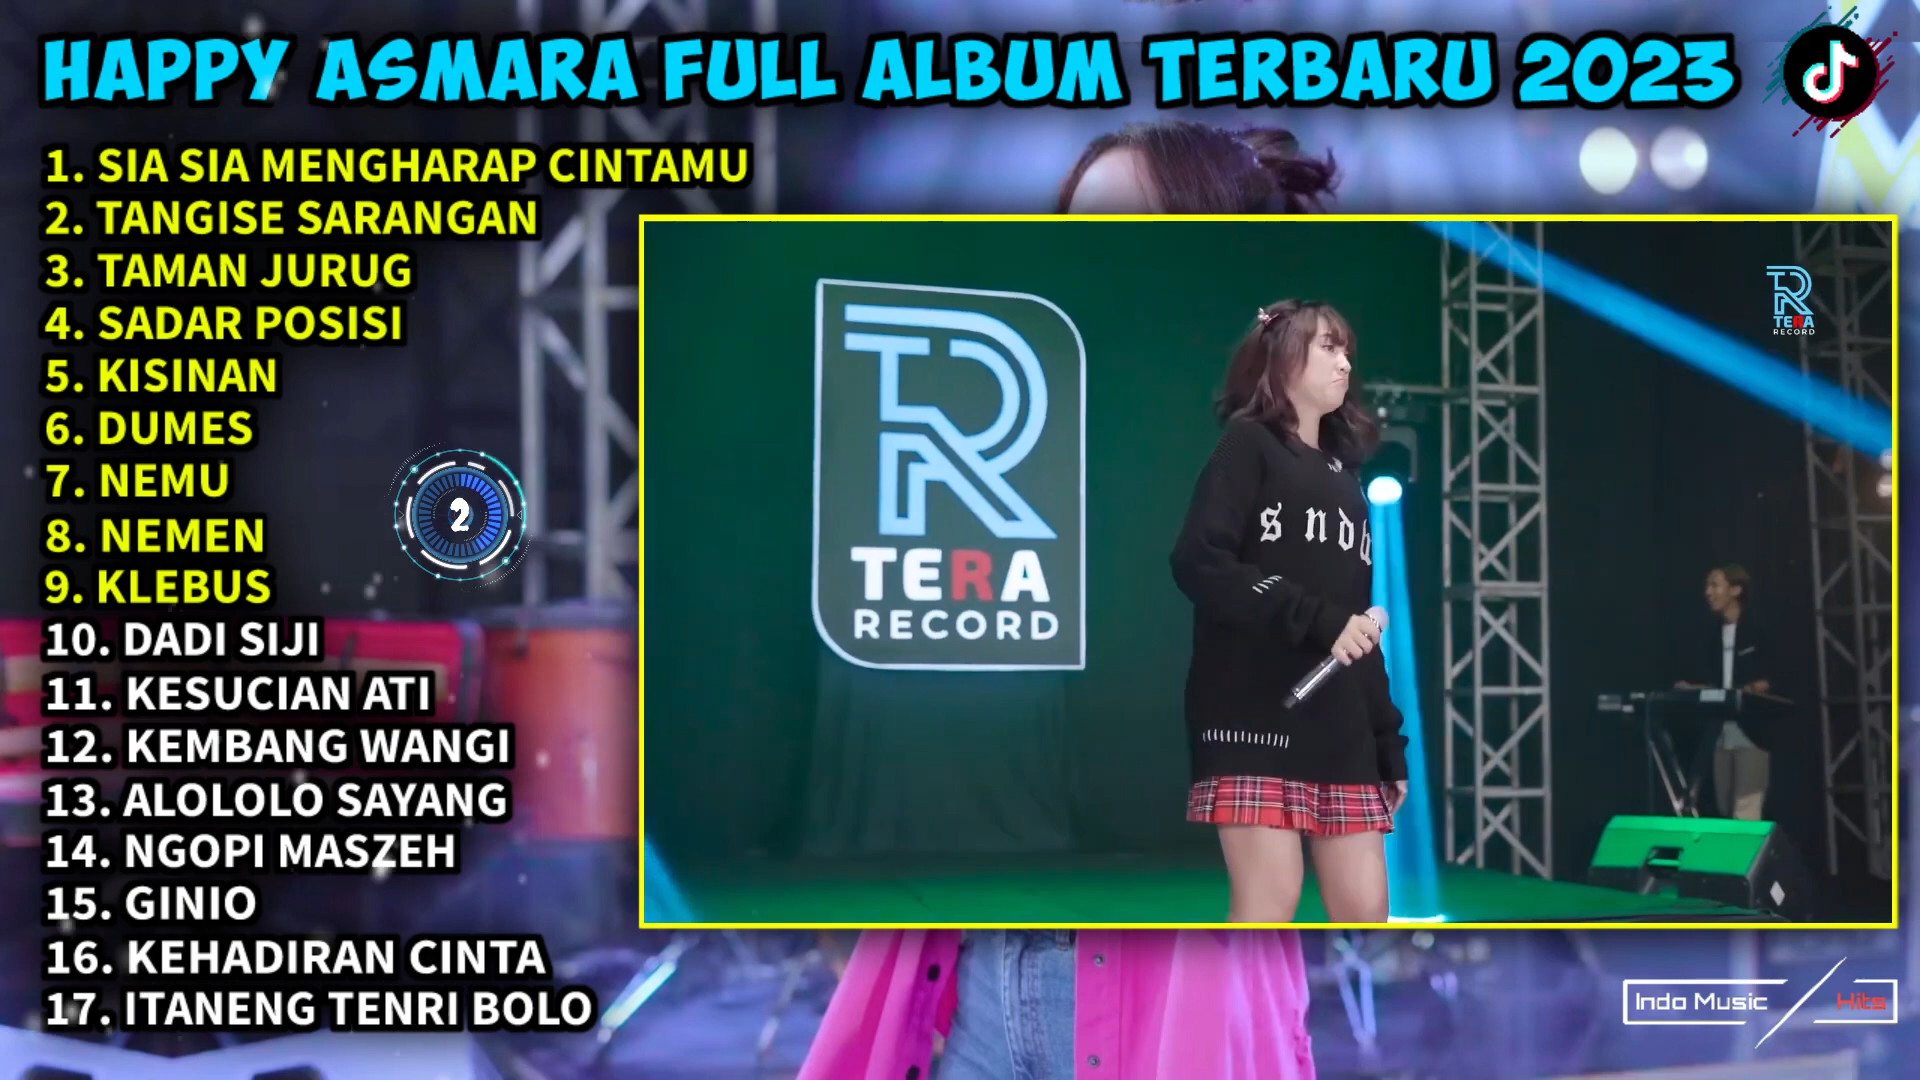 HAPPY ASMARA FULL ALBUM TERBARU 2023
1. SIA SIA MENGHARAP CINTAMU
2. TANGISE SARANGAN
3. TAMAN JURUG
4. SADAR POSISI
5. KISINAN
6. DUMES
7. NEMU
8. NEMEN
9. KLEBUS
10. DADI SIJI
11. KESUCIAN ATI
12. KEMBANG WANGI
13. ALOLOLO SAYANG
14. NGOPI MASZEH
15. GINIO
16. KEHADIRAN CINTA
17. ITANENG TENRI BOLO
2
TERA
RECORD
TERA
RECORD
Indo Music Hits